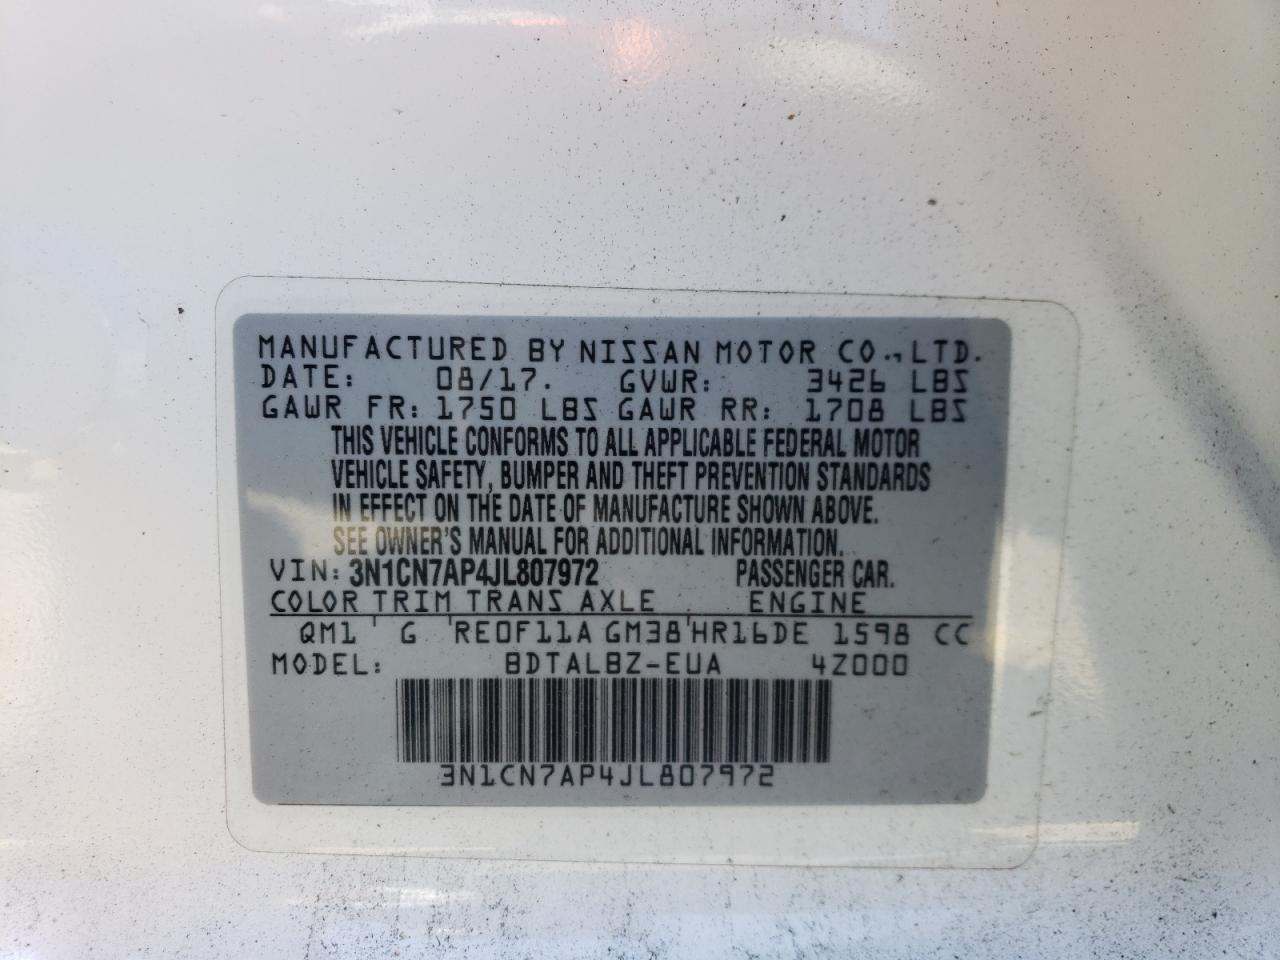 MANUFACTURED BY NISSAN MOTOR CO.,LTD.
DATE: 08/17. GVWR: 3426 LBS
GAWR FR: 1750 LBS GAWR RR: 1708 LBS
THIS VEHICLE CONFORMS TO ALL APPLICABLE FEDERAL MOTOR
VEHICLE SAFETY, BUMPER AND THEFT PREVENTION STANDARDS
IN EFFECT ON THE DATE OF MANUFACTURE SHOWN ABOVE.
SEE OWNER'S MANUAL FOR ADDITIONAL INFORMATION.
VIN: 3N1CN7AP4JL807972 PASSENGER CAR.
COLOR TRIM TRANS AXLE ENGINE
QM1 ' G 'RE0F11A GM38'HR16DE 1598 CC
MODEL: BDTALBZ-EUA 4Z000
3N1CN7AP4JL807972